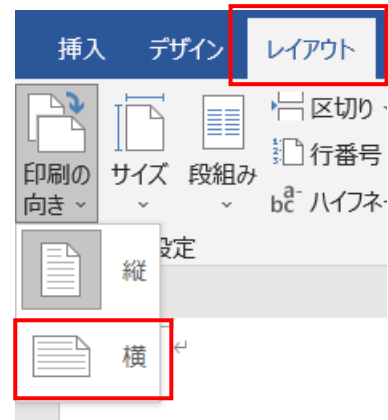 挿入 デザイン レイアウト
区切り
行番号
印刷の向き サイズ 段組み
ハイフネ
設定
縦
横